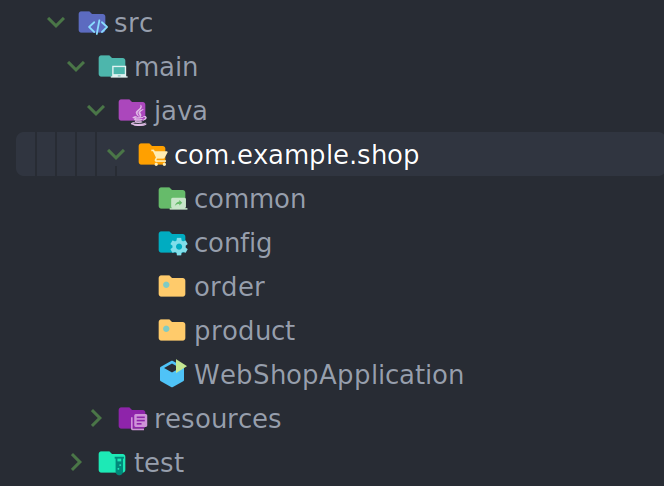 src
main
java
com.example.shop
common
config
order
product
WebShopApplication
resources
test